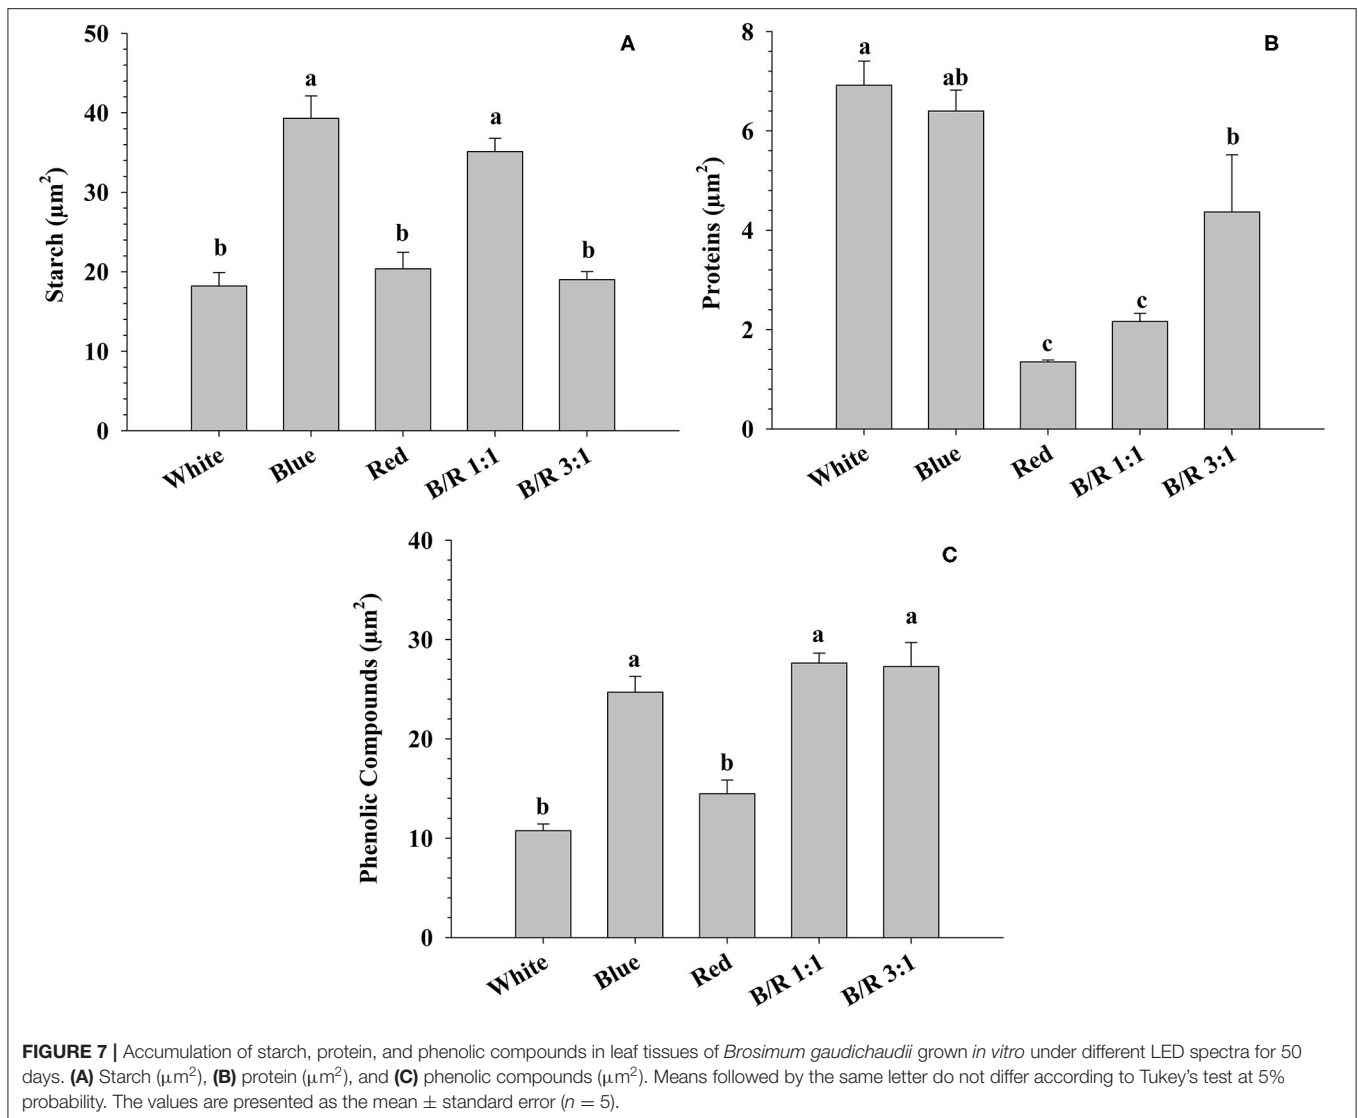 A
Starch (μm²)
50
40
30
20
10
0
b
a
b
a
b
White
Blue
Red
B/R 1:1
B/R 3:1
B
Proteins (μm²)
8
6
4
2
0
a
ab
c
c
b
White
Blue
Red
B/R 1:1
B/R 3:1
C
Phenolic Compounds (μm²)
40
30
20
10
0
b
a
b
a
a
White
Blue
Red
B/R 1:1
B/R 3:1
FIGURE 7 | Accumulation of starch, protein, and phenolic compounds in leaf tissues of Brosimum gaudichaudii grown in vitro under different LED spectra for 50
days. (A) Starch (μm²), (B) protein (μm²), and (C) phenolic compounds (μm²). Means followed by the same letter do not differ according to Tukey's test at 5%
probability. The values are presented as the mean ± standard error (n = 5).